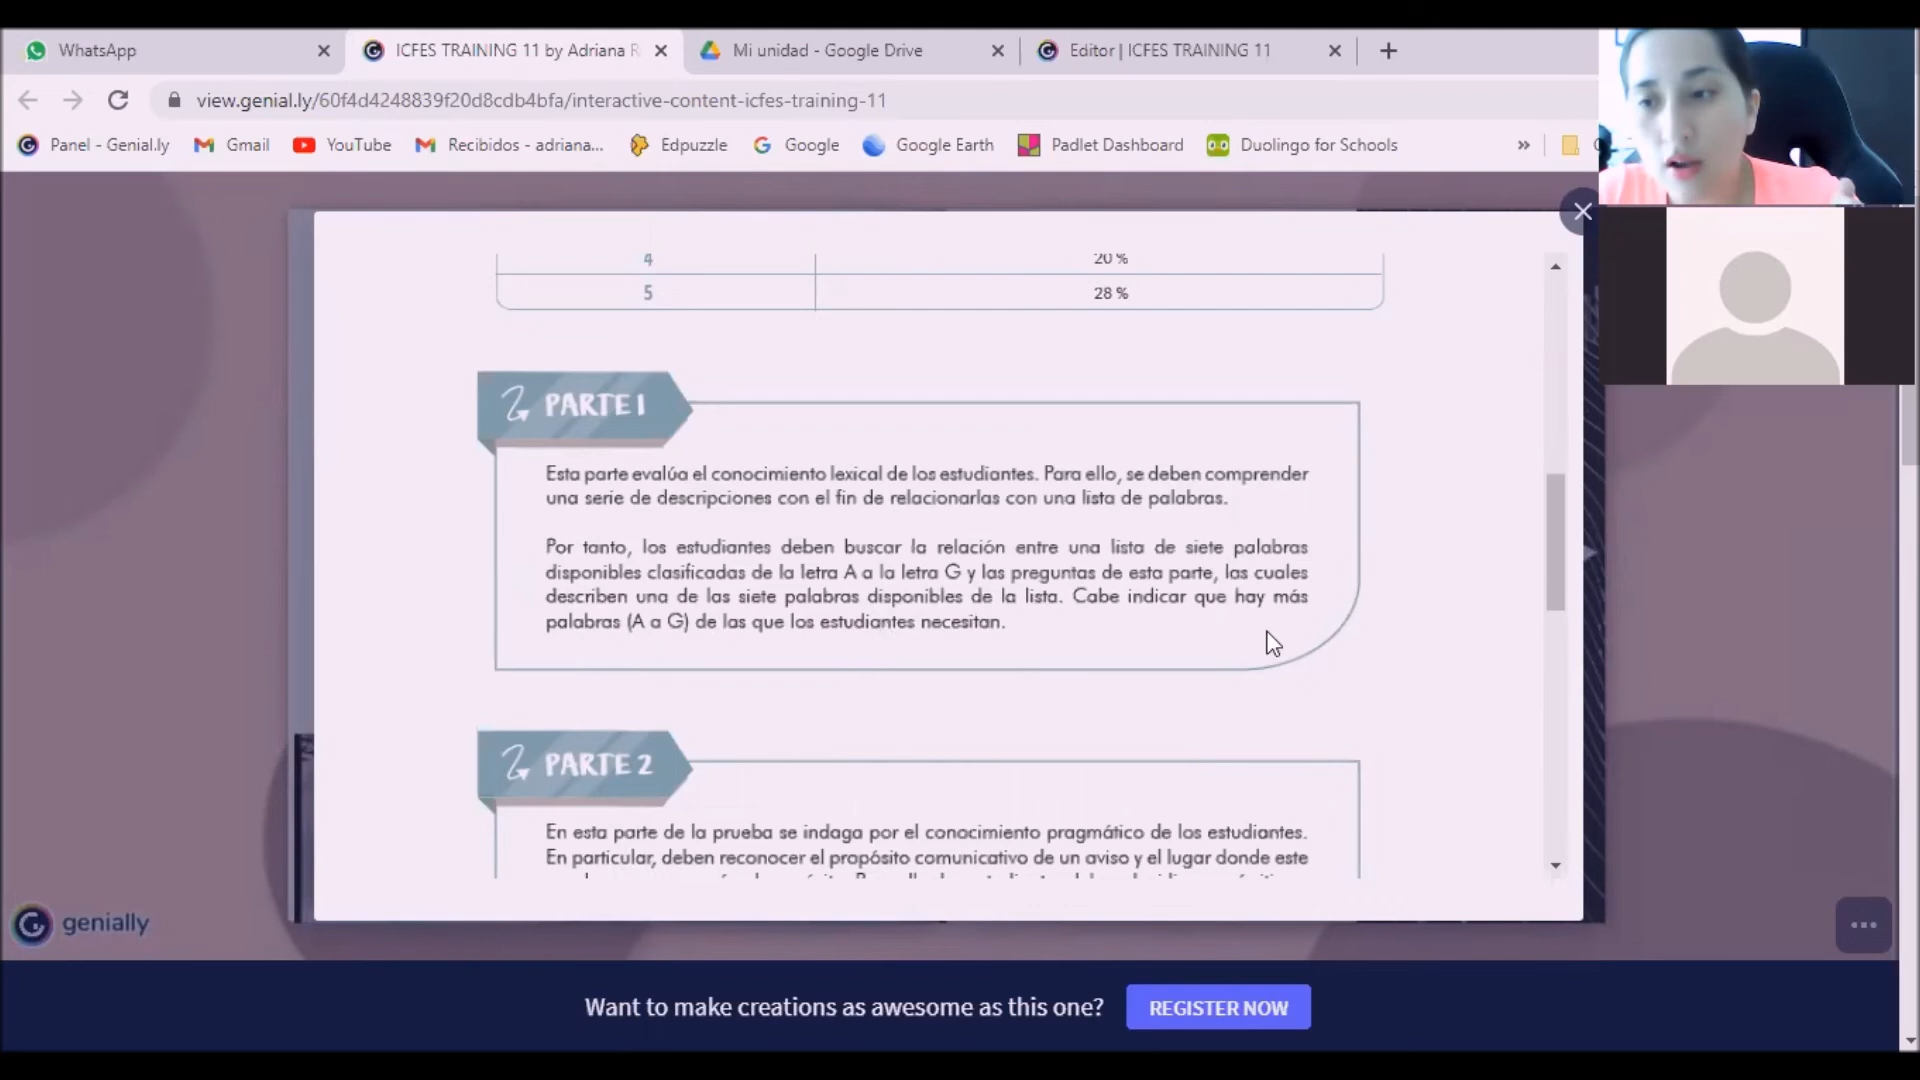 WhatsApp
ICFES TRAINING 11 by Adriana R
Mi unidad - Google Drive
Editor | ICFES TRAINING 11
view.genial.ly/60f4d4248839f20d8cdb4bfa/interactive-content-icfes-training-11
Panel - Genial.ly
Gmail
YouTube
Recibidos - adriana...
Edpuzzle
Google
Google Earth
Padlet Dashboard
Duolingo for Schools
»
4 20 %
5 28 %
PARTE 1
Esta parte evalúa el conocimiento lexical de los estudiantes. Para ello, se deben comprender
una serie de descripciones con el fin de relacionarlas con una lista de palabras.
Por tanto, los estudiantes deben buscar la relación entre una lista de siete palabras
disponibles clasificadas de la letra A a la letra G y las preguntas de esta parte, las cuales
describen una de las siete palabras disponibles de la lista. Cabe indicar que hay más
palabras (A a G) de las que los estudiantes necesitan.
PARTE 2
En esta parte de la prueba se indaga por el conocimiento pragmático de los estudiantes.
En particular, deben reconocer el propósito comunicativo de un aviso y el lugar donde este
genially
Want to make creations as awesome as this one?
REGISTER NOW